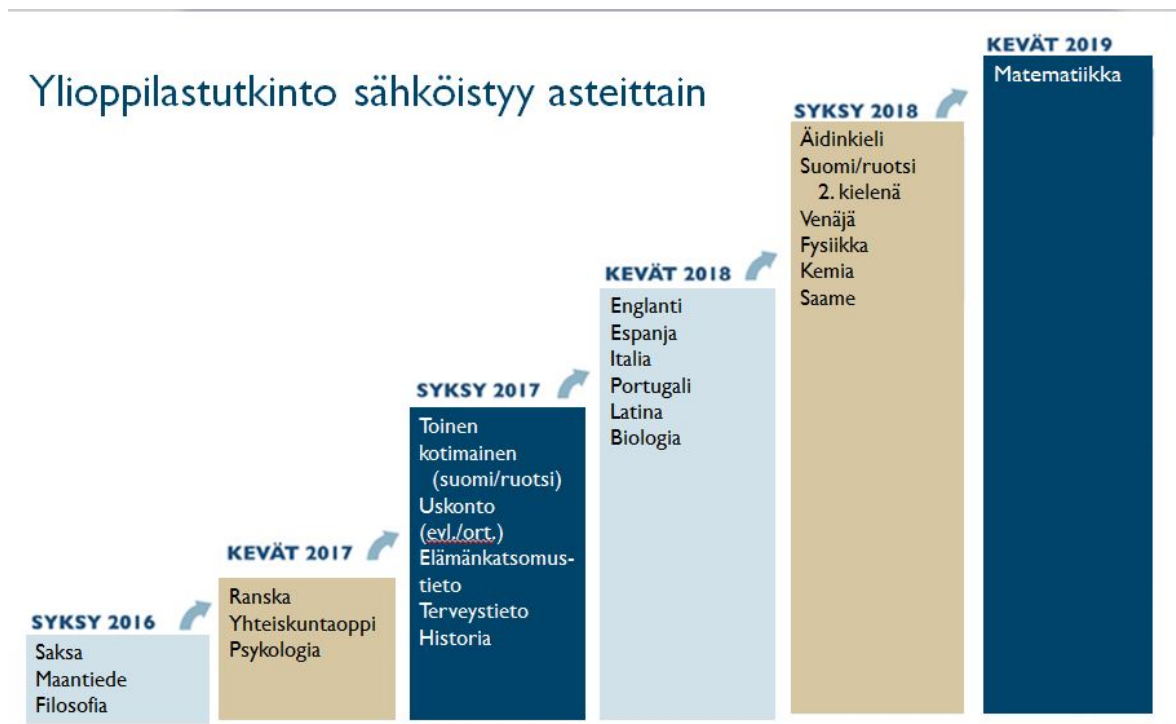 Ylioppilastutkinto sähköistyy asteittain
SYKSY 2016
Saksa
Maantiede
Filosofia
KEVÄT 2017
Ranska
Yhteiskuntaoppi
Psykologia
SYKSY 2017
Toinen
kotimainen
(suomi/ruotsi)
Uskonto
(evl./ort.)
Elämänkatsomus-
tieto
Terveystieto
Historia
KEVÄT 2018
Englanti
Espanja
Italia
Portugali
Latina
Biologia
SYKSY 2018
Äidinkieli
Suomi/ruotsi
2. kielenä
Venäjä
Fysiikka
Kemia
Saame
KEVÄT 2019
Matematiikka